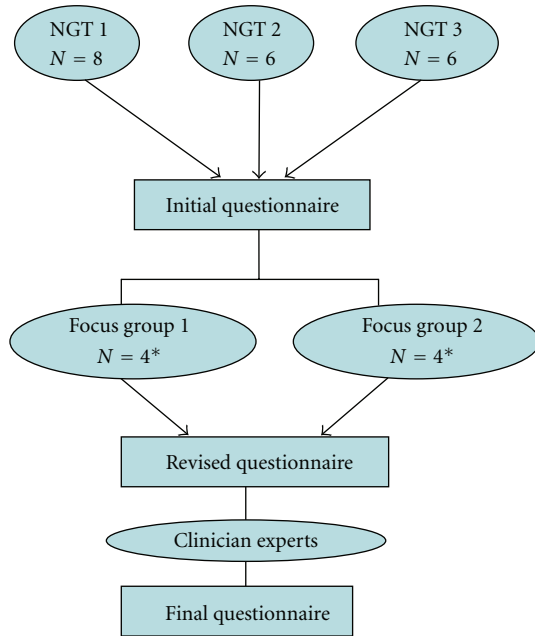 NGT 1
N = 8
NGT 2
N = 6
NGT 3
N = 6
Initial questionnaire
Focus group 1
N = 4*
Focus group 2
N = 4*
Revised questionnaire
Clinician experts
Final questionnaire